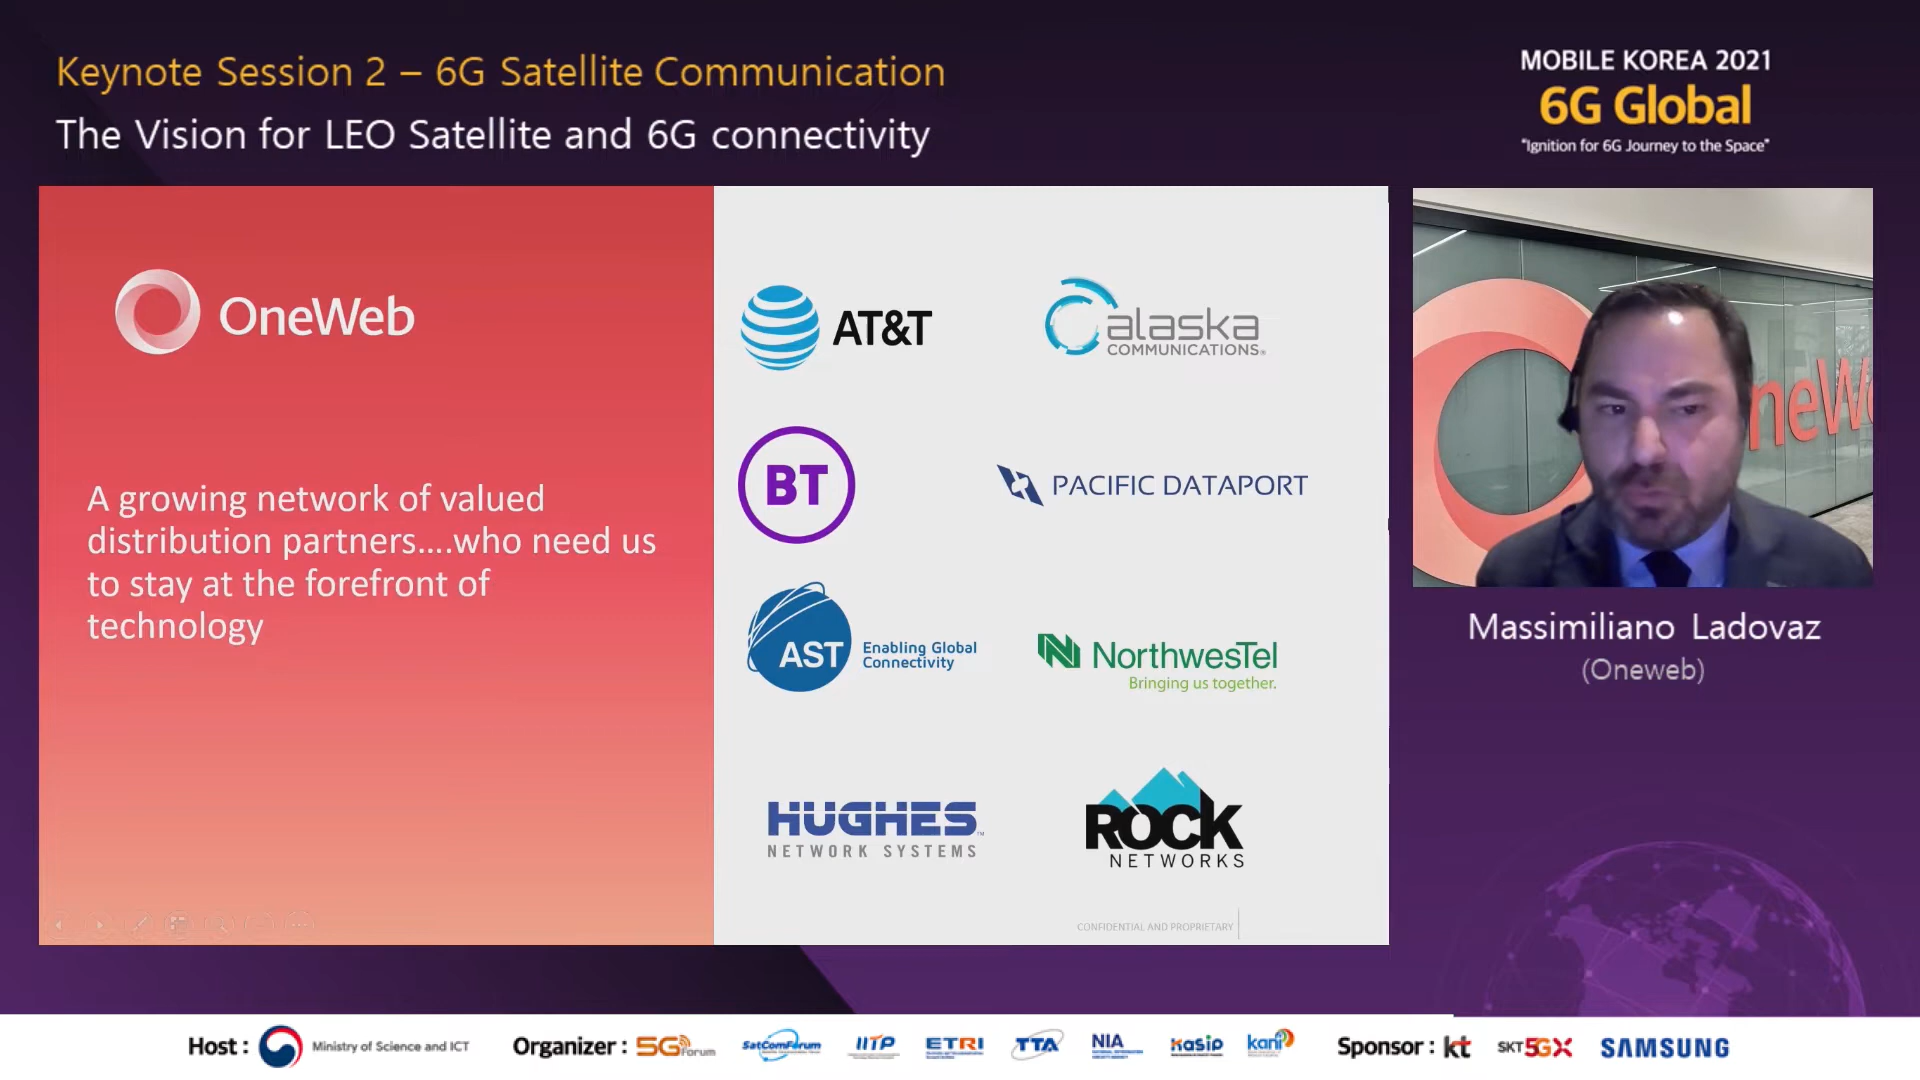 Keynote Session 2 – 6G Satellite Communication
The Vision for LEO Satellite and 6G connectivity
MOBILE KOREA 2021
6G Global
"Ignition for 6G Journey to the Space"
OneWeb
A growing network of valued
distribution partners....who need us
to stay at the forefront of
technology
AT&T
alaska
COMMUNICATIONS®
BT
PACIFIC DATAPORT
AST Enabling Global
Connectivity
NorthwesTel
Bringing us together.
HUGHES™
NETWORK SYSTEMS
ROCK
NETWORKS
CONFIDENTIAL AND PROPRIETARY
neW
Massimiliano Ladovaz
(Oneweb)
Host : Ministry of Science and ICT
Organizer : 5G forum SatComForum IITP ETRI TTA NIA Kasip kani
Sponsor : kt SKT 5GX SAMSUNG